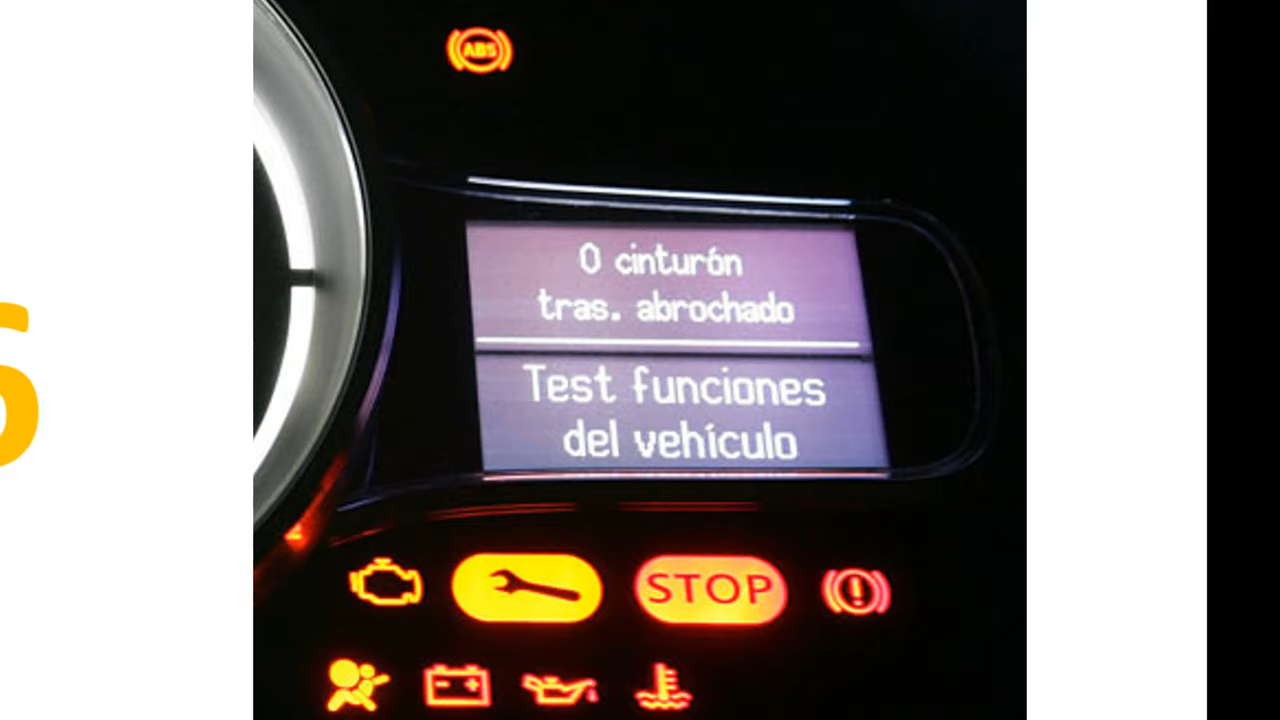 ABS
0 cinturón
tras. abrochado
Test funciones
del vehículo
STOP